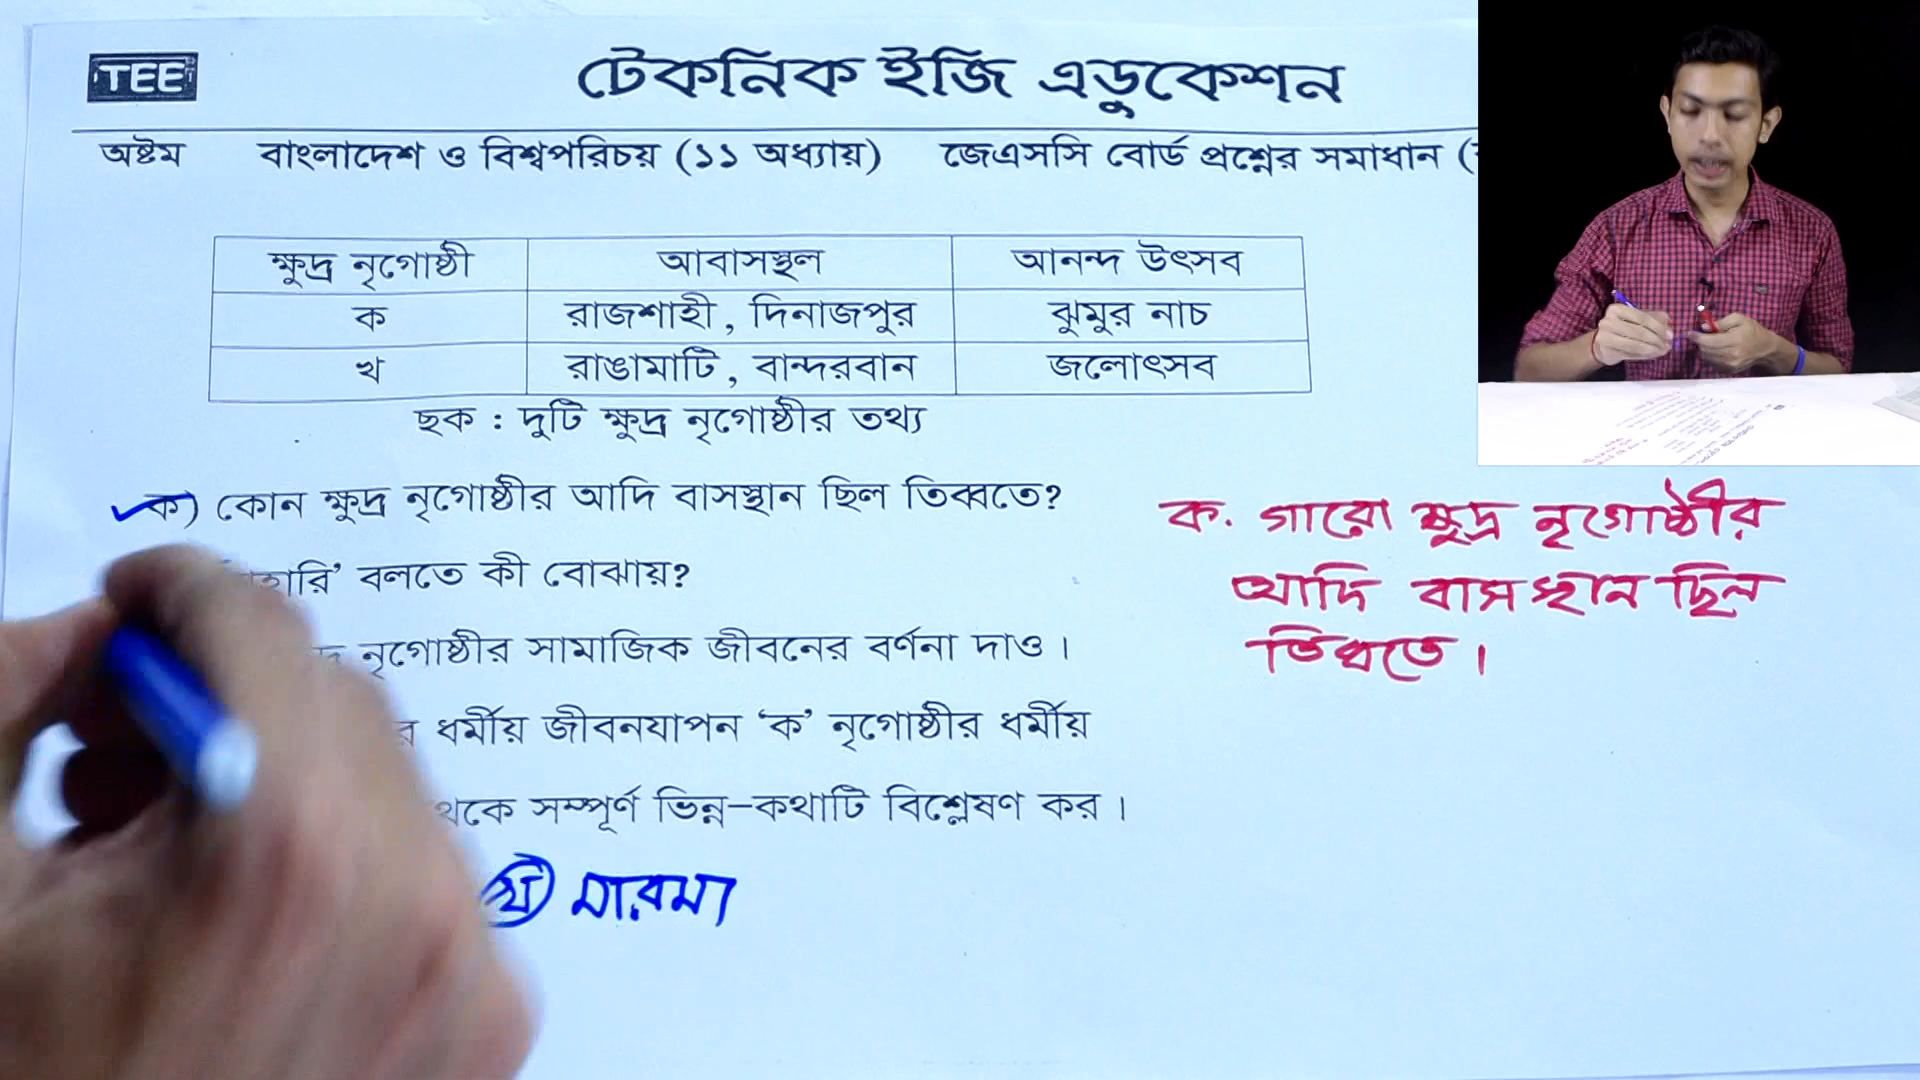 TEE
টেকনিক ইজি এডুকেশন
অষ্টম বাংলাদেশ ও বিশ্বপরিচয় (১১ অধ্যায়) জেএসসি বোর্ড প্রশ্নের সমাধান (
ক্ষুদ্র নৃগোষ্ঠী আবাসস্থল আনন্দ উৎসব
ক রাজশাহী, দিনাজপুর ঝুমুর নাচ
খ রাঙামাটি, বান্দরবান জলোৎসব
ছক : দুটি ক্ষুদ্র নৃগোষ্ঠীর তথ্য
ক) কোন ক্ষুদ্র নৃগোষ্ঠীর আদি বাসস্থান ছিল তিব্বতে?
বলতে কী বোঝায়?
নৃগোষ্ঠীর সামাজিক জীবনের বর্ণনা দাও।
ধর্মীয় জীবনযাপন ‘ক’ নৃগোষ্ঠীর ধর্মীয়
সম্পূর্ণ ভিন্ন–কথাটি বিশ্লেষণ কর।
মারমা
ক. গারো ক্ষুদ্র নৃগোষ্ঠীর
আদি বাসস্থান ছিল
তিব্বতে।